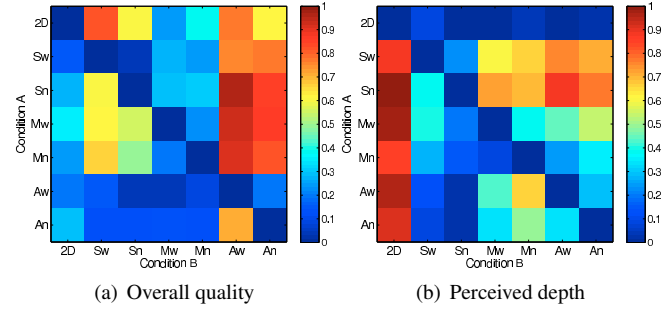 2D
Sw
Sn
Mw
Mn
Aw
An
Condition A
2D Sw Sn Mw Mn Aw An
Condition B
1
0.9
0.8
0.7
0.6
0.5
0.4
0.3
0.2
0.1
0
(a) Overall quality
2D
Sw
Sn
Mw
Mn
Aw
An
Condition A
2D Sw Sn Mw Mn Aw An
Condition B
1
0.9
0.8
0.7
0.6
0.5
0.4
0.3
0.2
0.1
0
(b) Perceived depth